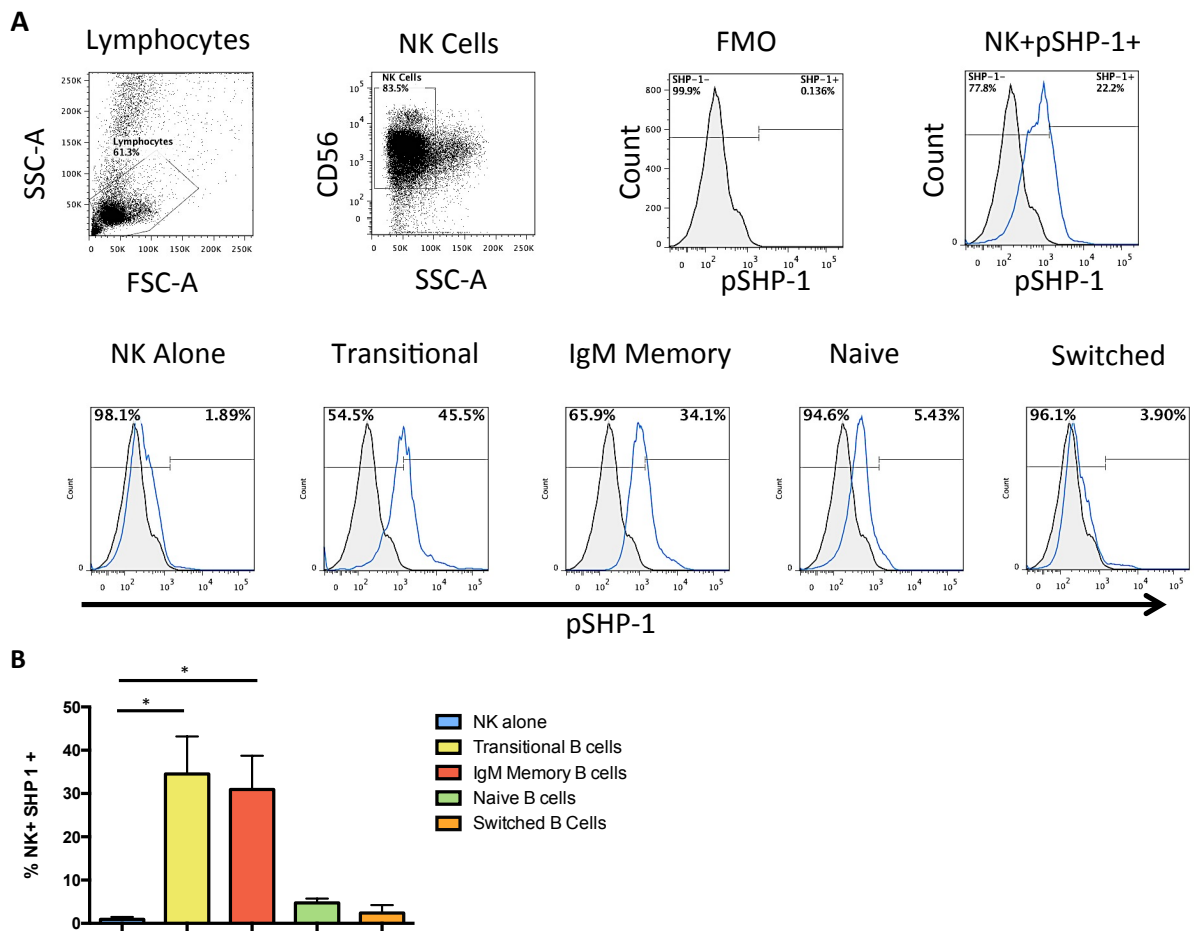 A
Lymphocytes
NK Cells
FMO
NK+pSHP-1+
SSC-A
250K
200K
150K
100K
50K
0
Lymphocytes
61.3%
0 50K 100K 150K 200K 250K
FSC-A
CD56
10^5
10^4
10^3
10^2
0
NK Cells
83.5%
0 50K 100K 150K 200K 250K
SSC-A
Count
800
600
400
200
0
SHP-1-
99.9%
SHP-1+
0.136%
0 10^2 10^3 10^4 10^5
pSHP-1
Count
0
SHP-1-
77.8%
SHP-1+
22.2%
0 10^2 10^3 10^4 10^5
pSHP-1
NK Alone
Transitional
IgM Memory
Naive
Switched
98.1% 1.89%
Count
0
0 10^2 10^3 10^4 10^5
54.5% 45.5%
Count
0
0 10^2 10^3 10^4 10^5
65.9% 34.1%
Count
0
0 10^2 10^3 10^4 10^5
94.6% 5.43%
Count
0
0 10^2 10^3 10^4 10^5
96.1% 3.90%
Count
0
0 10^2 10^3 10^4 10^5
pSHP-1
B
*
*
% NK+ SHP1 +
50
40
30
20
10
0
NK alone
Transitional B cells
IgM Memory B cells
Naive B cells
Switched B Cells